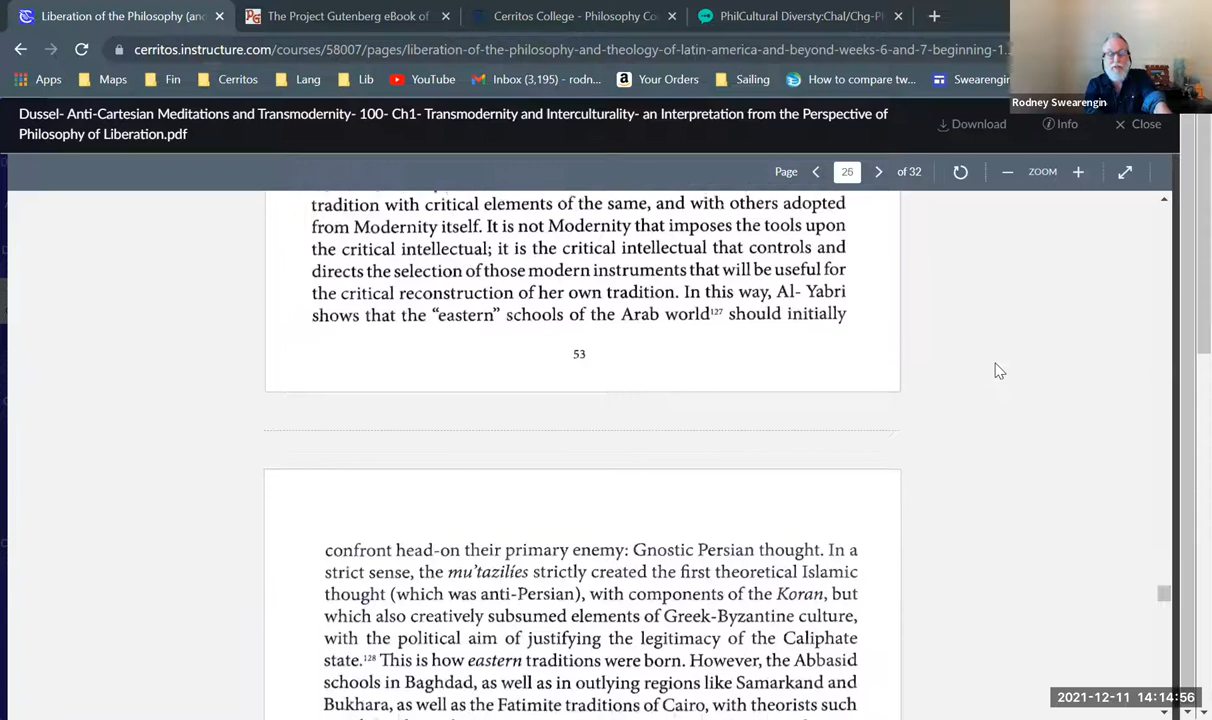 Liberation of the Philosophy (and
The Project Gutenberg eBook of
Cerritos College - Philosophy Co
PhilCultural Diversty:Chal/Chg-P
cerritos.instructure.com/courses/58007/pages/liberation-of-the-philosophy-and-theology-of-latin-america-and-beyond-weeks-6-and-7-beginning-1...
Apps Maps Fin Cerritos Lang Lib YouTube Inbox (3,195) - rodn... Your Orders Sailing How to compare tw... Swearengin
Rodney Swearengin
Dussel- Anti-Cartesian Meditations and Transmodernity- 100- Ch1- Transmodernity and Interculturality- an Interpretation from the Perspective of
Philosophy of Liberation.pdf
Download Info Close
Page 26 of 32 ZOOM
tradition with critical elements of the same, and with others adopted
from Modernity itself. It is not Modernity that imposes the tools upon
the critical intellectual; it is the critical intellectual that controls and
directs the selection of those modern instruments that will be useful for
the critical reconstruction of her own tradition. In this way, Al- Yabri
shows that the “eastern” schools of the Arab world¹²⁷ should initially
53
confront head-on their primary enemy: Gnostic Persian thought. In a
strict sense, the mu’tazilíes strictly created the first theoretical Islamic
thought (which was anti-Persian), with components of the Koran, but
which also creatively subsumed elements of Greek-Byzantine culture,
with the political aim of justifying the legitimacy of the Caliphate
state.¹²⁸ This is how eastern traditions were born. However, the Abbasid
schools in Baghdad, as well as in outlying regions like Samarkand and
Bukhara, as well as the Fatimite traditions of Cairo, with theorists such
2021-12-11 14:14:56